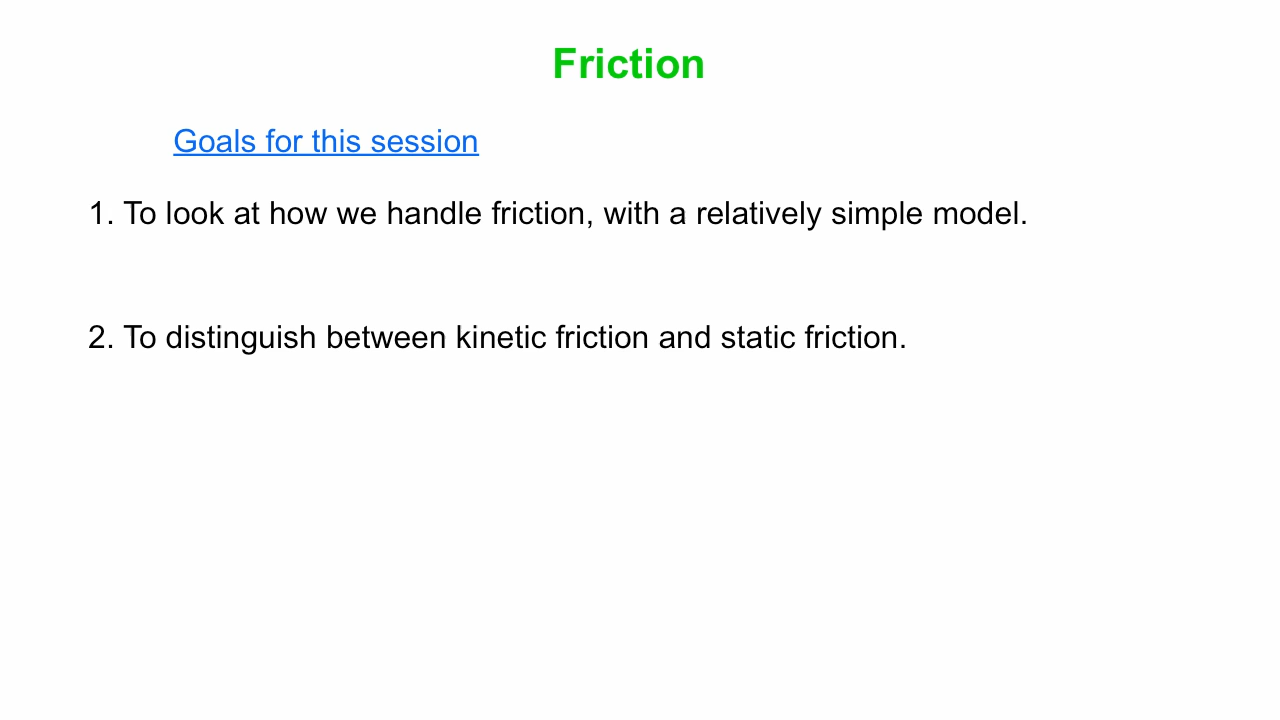 Friction
Goals for this session
1. To look at how we handle friction, with a relatively simple model.
2. To distinguish between kinetic friction and static friction.